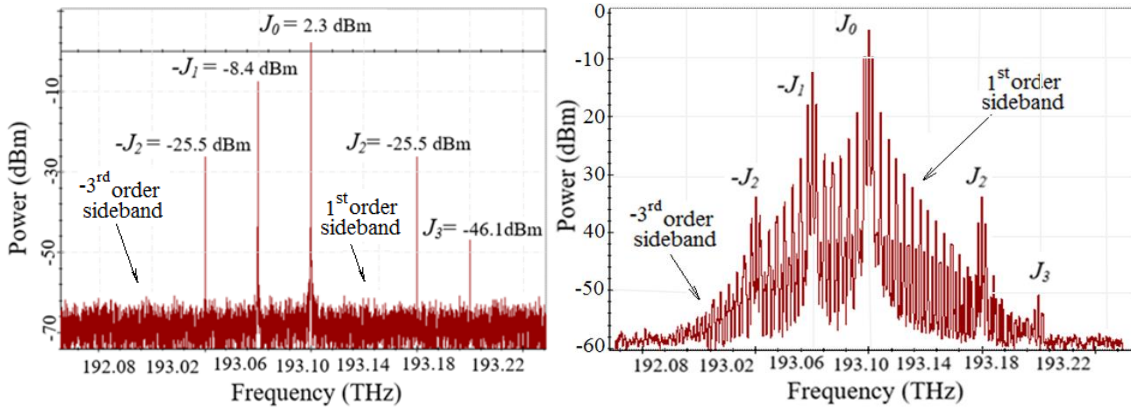 J0 = 2.3 dBm
-J1 = -8.4 dBm
-J2 = -25.5 dBm
J2= -25.5 dBm
-3rd order
sideband
1st order
sideband
J3 = -46.1dBm
-10
-30
-50
-70
Power (dBm)
192.08 193.02 193.06 193.10 193.14 193.18 193.22
Frequency (THz)
0
-10
20
30
40
-50
-60
Power (dBm)
J0
-J1
1st order
sideband
-J2
J2
-3rd order
sideband
J3
192.08 193.02 193.06 193.10 193.14 193.18 193.22
Frequency (THz)